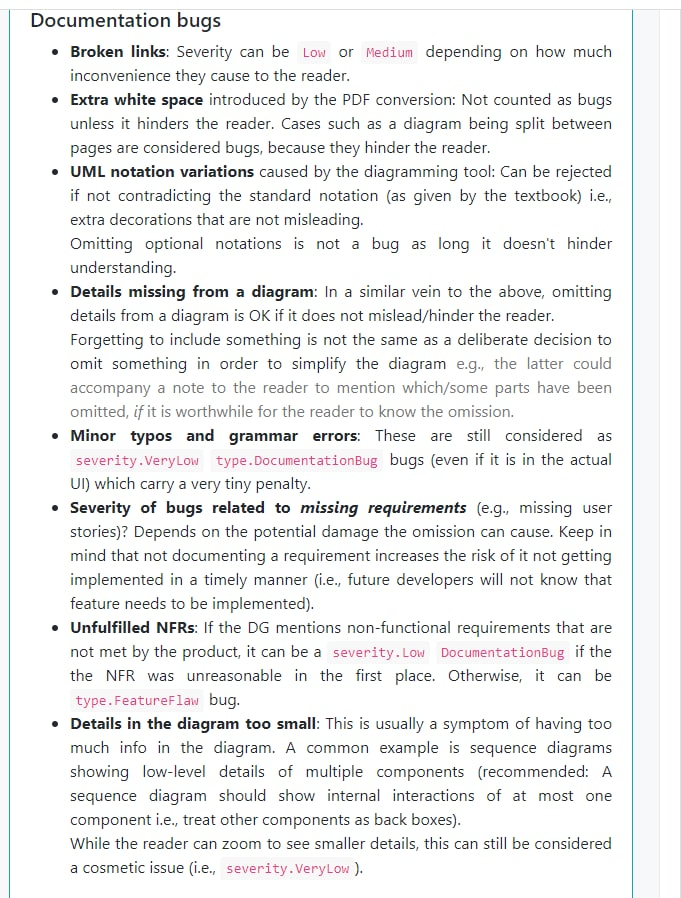 Documentation bugs
• Broken links: Severity can be Low or Medium depending on how much
inconvenience they cause to the reader.
• Extra white space introduced by the PDF conversion: Not counted as bugs
unless it hinders the reader. Cases such as a diagram being split between
pages are considered bugs, because they hinder the reader.
• UML notation variations caused by the diagramming tool: Can be rejected
if not contradicting the standard notation (as given by the textbook) i.e.,
extra decorations that are not misleading.
Omitting optional notations is not a bug as long it doesn't hinder
understanding.
• Details missing from a diagram: In a similar vein to the above, omitting
details from a diagram is OK if it does not mislead/hinder the reader.
Forgetting to include something is not the same as a deliberate decision to
omit something in order to simplify the diagram e.g., the latter could
accompany a note to the reader to mention which/some parts have been
omitted, if it is worthwhile for the reader to know the omission.
• Minor typos and grammar errors: These are still considered as
severity.VeryLow type.DocumentationBug bugs (even if it is in the actual
UI) which carry a very tiny penalty.
• Severity of bugs related to missing requirements (e.g., missing user
stories)? Depends on the potential damage the omission can cause. Keep in
mind that not documenting a requirement increases the risk of it not getting
implemented in a timely manner (i.e., future developers will not know that
feature needs to be implemented).
• Unfulfilled NFRs: If the DG mentions non-functional requirements that are
not met by the product, it can be a severity.Low DocumentationBug if the
the NFR was unreasonable in the first place. Otherwise, it can be
type.FeatureFlaw bug.
• Details in the diagram too small: This is usually a symptom of having too
much info in the diagram. A common example is sequence diagrams
showing low-level details of multiple components (recommended: A
sequence diagram should show internal interactions of at most one
component i.e., treat other components as back boxes).
While the reader can zoom to see smaller details, this can still be considered
a cosmetic issue (i.e., severity.VeryLow ).